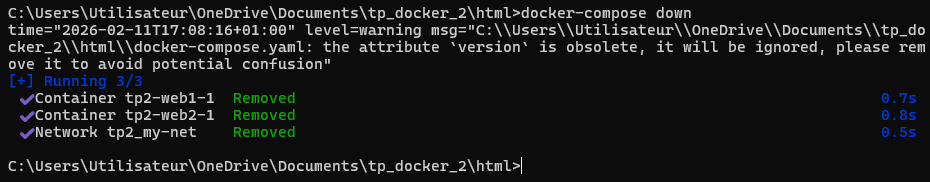 C:\Users\Utilisateur\OneDrive\Documents\tp_docker_2\html>docker-compose down
time="2026-02-11T17:08:16+01:00" level=warning msg="C:\\Users\\Utilisateur\\OneDrive\\Documents\\tp_do
cker_2\\html\\docker-compose.yaml: the attribute `version` is obsolete, it will be ignored, please rem
ove it to avoid potential confusion"
[+] Running 3/3
✔Container tp2-web1-1  Removed 0.7s
✔Container tp2-web2-1  Removed 0.8s
✔Network tp2_my-net    Removed 0.5s
C:\Users\Utilisateur\OneDrive\Documents\tp_docker_2\html>